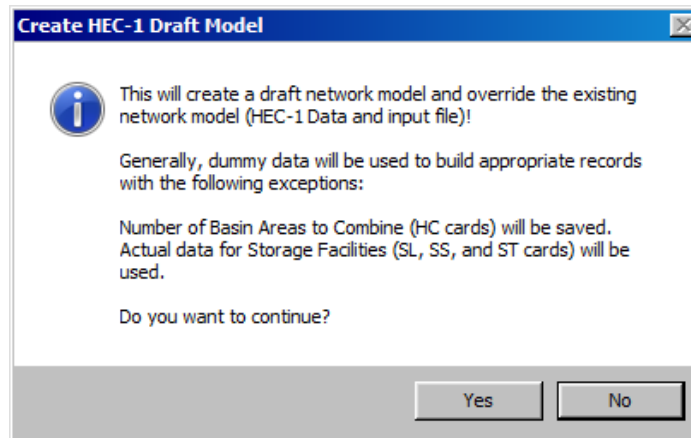 Create HEC-1 Draft Model
This will create a draft network model and override the existing
network model (HEC-1 Data and input file)!
Generally, dummy data will be used to build appropriate records
with the following exceptions:
Number of Basin Areas to Combine (HC cards) will be saved.
Actual data for Storage Facilities (SL, SS, and ST cards) will be
used.
Do you want to continue?
Yes
No